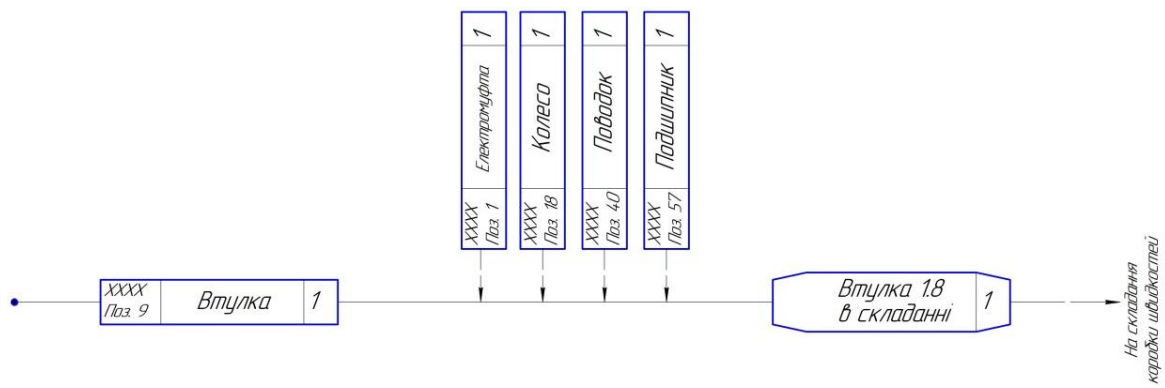 1
Електромуфта
XXXX
Поз. 1
1
Колесо
XXXX
Поз. 18
1
Поводок
XXXX
Поз. 40
1
Подшипник
XXXX
Поз. 57
XXXX
Поз. 9
Втулка
1
Втулка 1.8
в складанні
1
На складання
коробки швидкостей